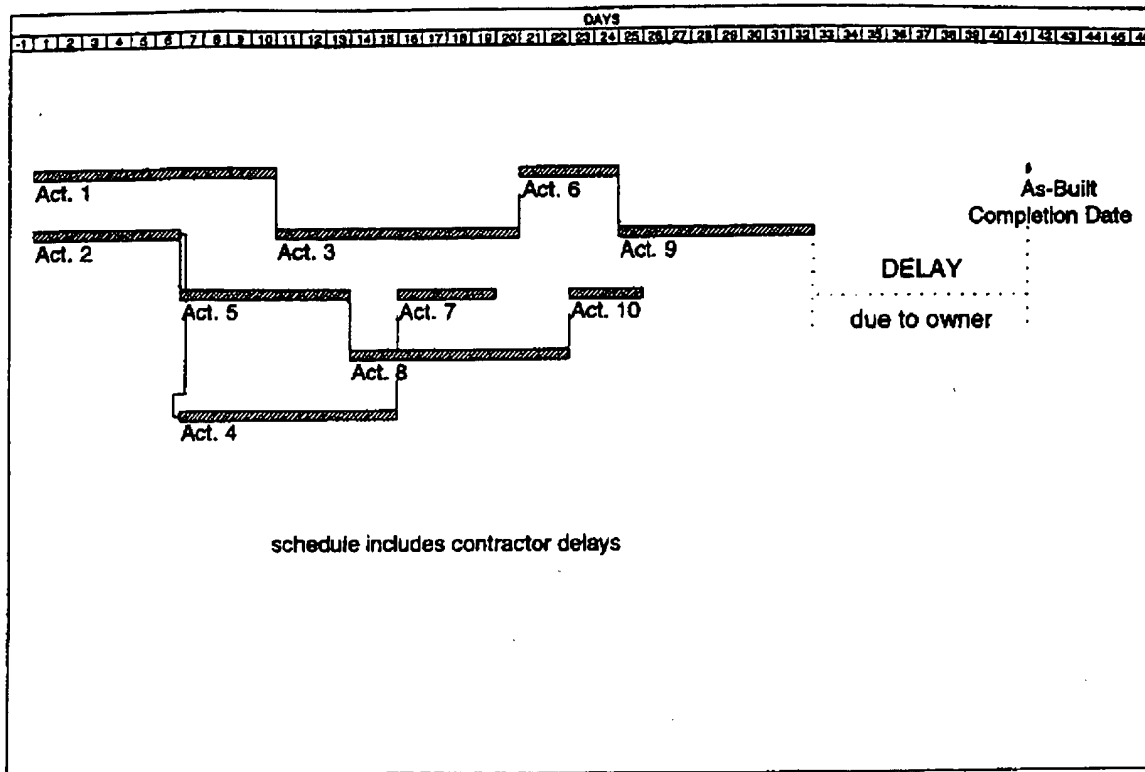 DAYS
-1 1 2 3 4 5 6 7 8 9 10 11 12 13 14 15 16 17 18 19 20 21 22 23 24 25 26 27 28 29 30 31 32 33 34 35 36 37 38 39 40 41 42 43 44 45 46
Act. 1
Act. 6
As-Built
Completion Date
Act. 2
Act. 3
Act. 9
DELAY
Act. 5
Act. 7
Act. 10
due to owner
Act. 8
Act. 4
schedule includes contractor delays